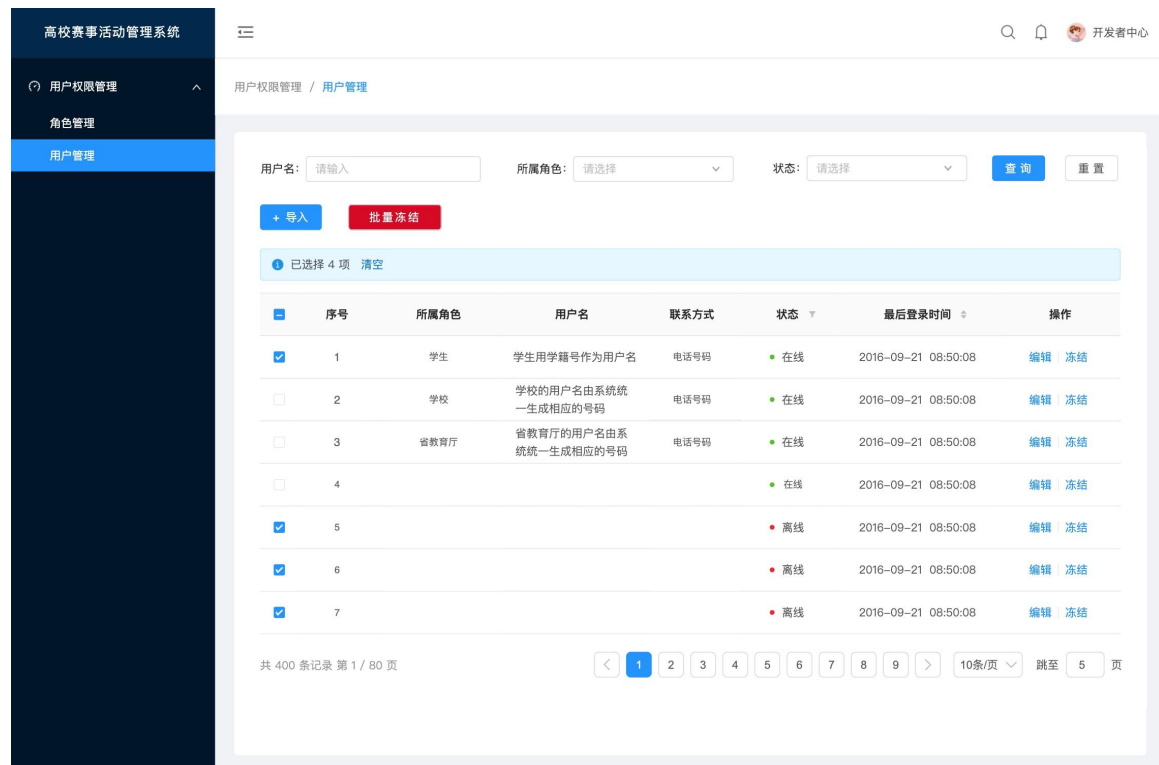 高校赛事活动管理系统
开发者中心
用户权限管理
角色管理
用户管理
用户权限管理 / 用户管理
用户名: 请输入 所属角色: 请选择 状态: 请选择 查 询 重 置
+ 导入 批量冻结
已选择 4 项 清空
序号 所属角色 用户名 联系方式 状态 最后登录时间 操作
1 学生 学生用学籍号作为用户名 电话号码 在线 2016-09-21 08:50:08 编辑 冻结
2 学校 学校的用户名由系统统
一生成相应的号码 电话号码 在线 2016-09-21 08:50:08 编辑 冻结
3 省教育厅 省教育厅的用户名由系
统统一生成相应的号码 电话号码 在线 2016-09-21 08:50:08 编辑 冻结
4 在线 2016-09-21 08:50:08 编辑 冻结
5 离线 2016-09-21 08:50:08 编辑 冻结
6 离线 2016-09-21 08:50:08 编辑 冻结
7 离线 2016-09-21 08:50:08 编辑 冻结
共 400 条记录 第 1 / 80 页 < 1 2 3 4 5 6 7 8 9 > 10条/页 跳至 5 页